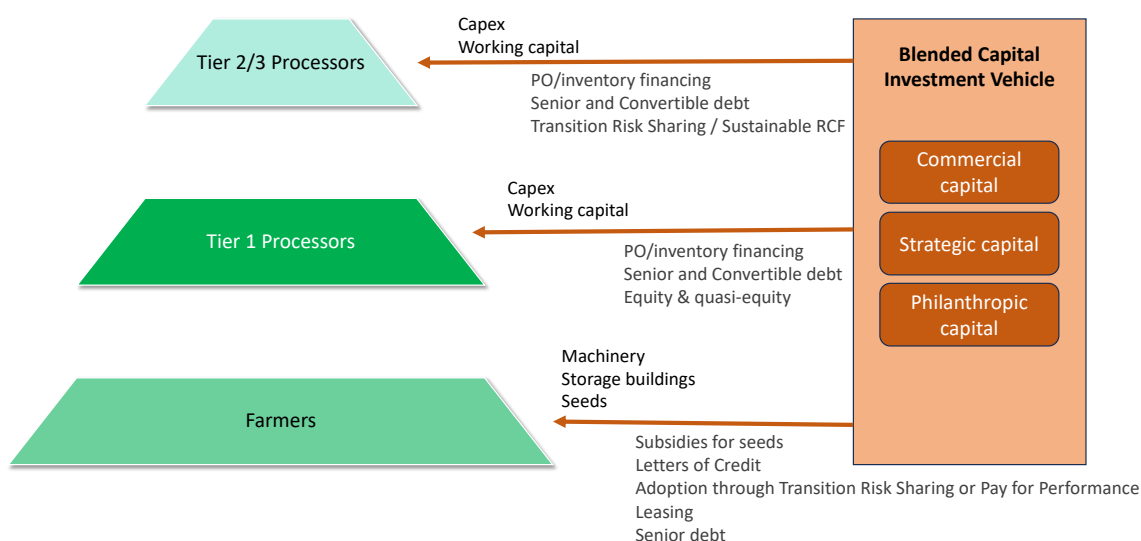 Capex
Working capital
Tier 2/3 Processors
PO/inventory financing
Senior and Convertible debt
Transition Risk Sharing / Sustainable RCF
Blended Capital
Investment Vehicle
Commercial
capital
Strategic capital
Philanthropic
capital
Capex
Working capital
Tier 1 Processors
PO/inventory financing
Senior and Convertible debt
Equity & quasi-equity
Machinery
Storage buildings
Seeds
Farmers
Subsidies for seeds
Letters of Credit
Adoption through Transition Risk Sharing or Pay for Performance
Leasing
Senior debt